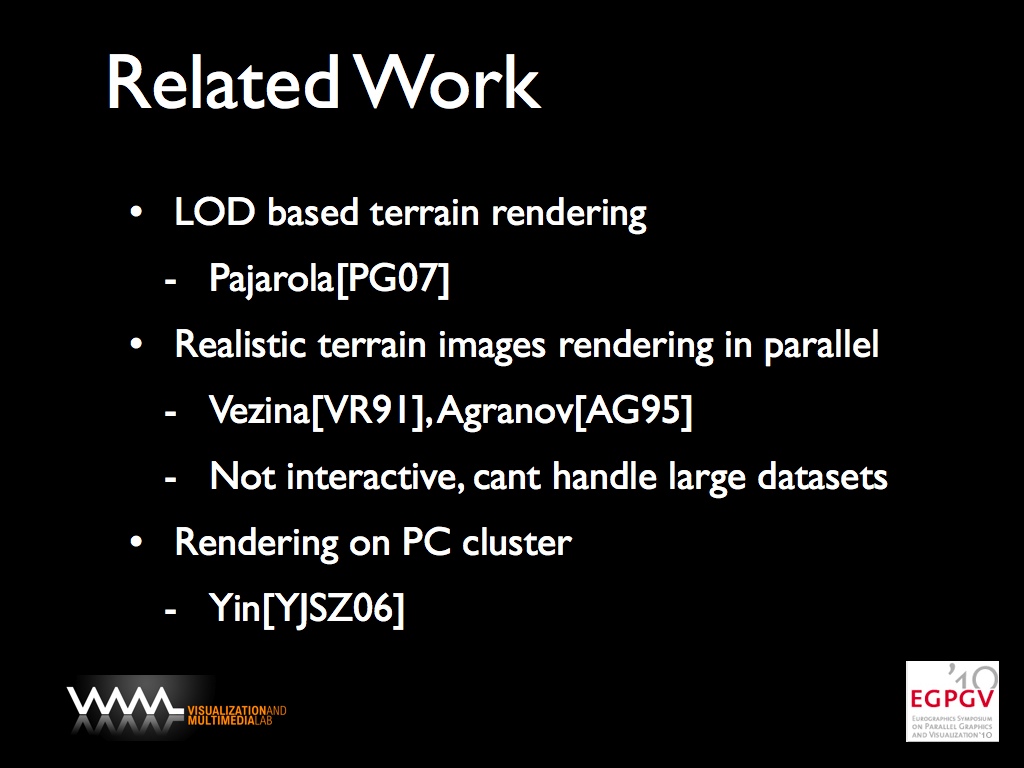 Related Work
• LOD based terrain rendering
- Pajarola[PG07]
• Realistic terrain images rendering in parallel
- Vezina[VR91], Agranov[AG95]
- Not interactive, cant handle large datasets
• Rendering on PC cluster
- Yin[YJSZ06]
VISUALIZATIONAND
MULTIMEDIALAB
'10
EGPGV
EUROGRAPHICS SYMPOSIUM
ON PARALLEL GRAPHICS
AND VISUALIZATION'10